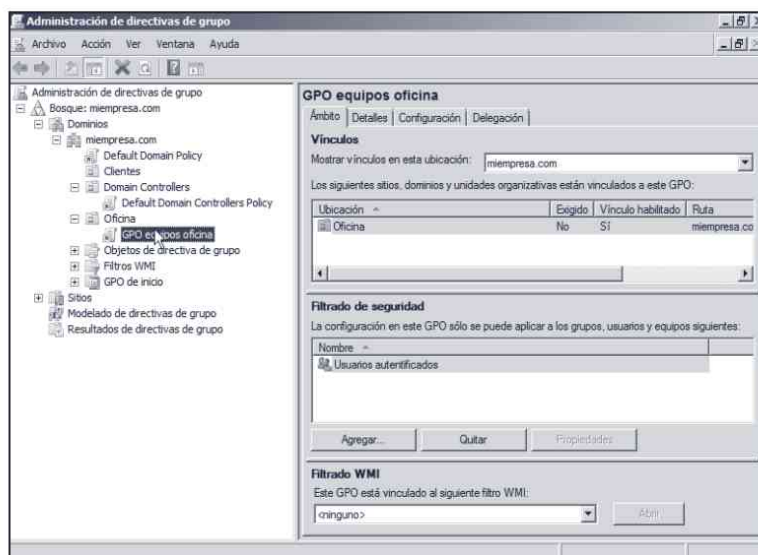 Administración de directivas de grupo
Archivo Acción Ver Ventana Ayuda
Administración de directivas de grupo
Bosque: miempresa.com
Dominios
miempresa.com
Default Domain Policy
Clientes
Domain Controllers
Default Domain Controllers Policy
Oficina
GPO equipos oficina
Objetos de directiva de grupo
Filtros WMI
GPO de inicio
Sitios
Modelado de directivas de grupo
Resultados de directivas de grupo
GPO equipos oficina
Ámbito Detalles Configuración Delegación
Vínculos
Mostrar vínculos en esta ubicación: miempresa.com
Los siguientes sitios, dominios y unidades organizativas están vinculados a este GPO:
Ubicación Exigido Vínculo habilitado Ruta
Oficina No Sí miempresa.co
Filtrado de seguridad
La configuración en este GPO sólo se puede aplicar a los grupos, usuarios y equipos siguientes:
Nombre
Usuarios autentificados
Agregar... Quitar Propiedades
Filtrado WMI
Este GPO está vinculado al siguiente filtro WMI:
<ninguno> Abrir